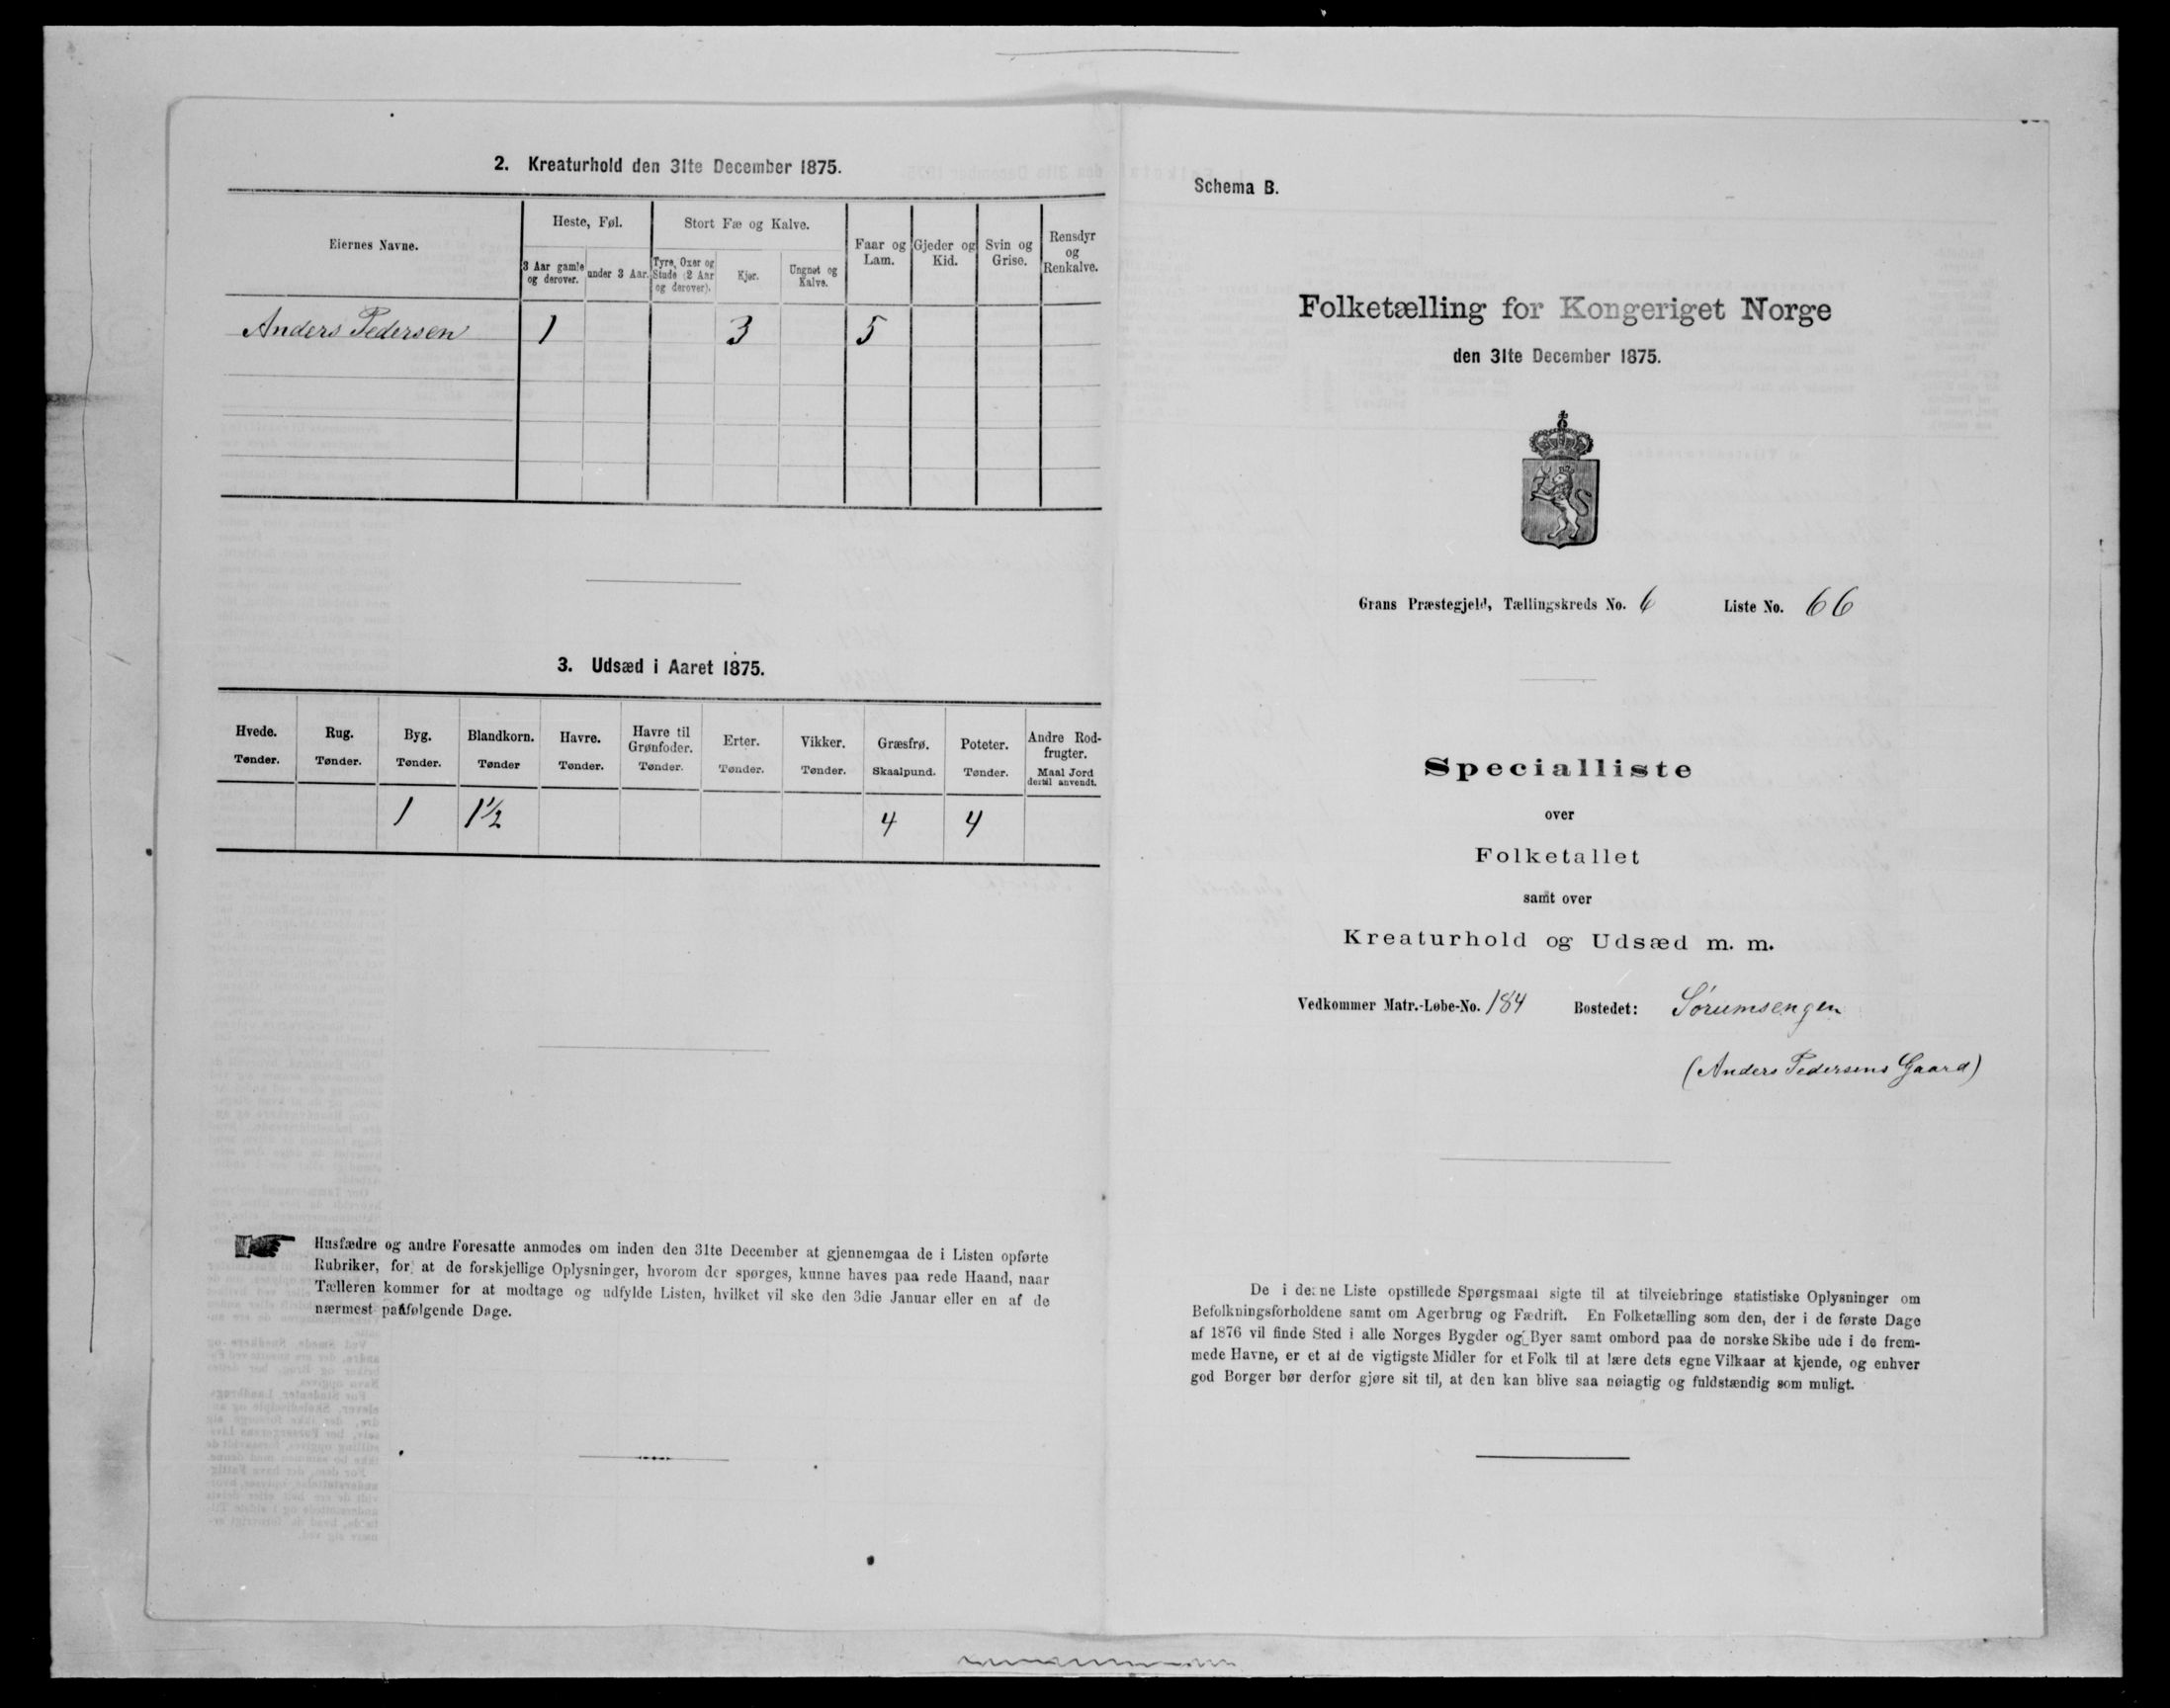 2. Kreaturhold den 31te December 1875.
Eiernes Navne.
Heste, Føl.
Stort Fæ og Kalve.
Faar og Lam.
Gjeder og Kid.
Svin og Grise.
Rensdyr og Renkalve.
3 Aar gamle og derover.
under 3 Aar.
Tyre, Oxer og Stude (2 Aar og derover).
Kjør.
Ungnøt og Kalve.
Anders Pedersen 1 3 5
3. Udsæd i Aaret 1875.
Hvede. Rug. Byg. Blandkorn. Havre. Havre til Grønfoder. Erter. Vikker. Græsfrø. Poteter. Andre Rodfrugter.
Tønder. Tønder. Tønder. Tønder Tønder. Tønder. Tønder. Tønder. Skaalpund. Tønder. Maal Jord dertil anvendt.
1 1½ 4 4
Husfædre og andre Foresatte anmodes om inden den 31te December at gjennemgaa de i Listen opførte
Rubriker, for at de forskjellige Oplysninger, hvorom der spørges, kunne haves paa rede Haand, naar
Tælleren kommer for at modtage og udfylde Listen, hvilket vil ske den 3die Januar eller en af de
nærmest paafølgende Dage.
Schema B.
Folketælling for Kongeriget Norge
den 31te December 1875.
Grans Præstegjeld, Tællingskreds No. 6 Liste No. 66
Specialliste
over
Folketallet
samt over
Kreaturhold og Udsæd m. m.
Vedkommer Matr.-Løbe-No. 184 Bostedet: Sørumsengen
(Anders Pedersens Gaard)
De i denne Liste opstillede Spørgsmaal sigte til at tilveiebringe statistiske Oplysninger om
Befolkningsforholdene samt om Agerbrug og Fædrift. En Folketælling som den, der i de første Dage
af 1876 vil finde Sted i alle Norges Bygder og Byer samt ombord paa de norske Skibe ude i de frem-
mede Havne, er et af de vigtigste Midler for et Folk til at lære dets egne Vilkaar at kjende, og enhver
god Borger bør derfor gjøre sit til, at den kan blive saa nøiagtig og fuldstændig som muligt.